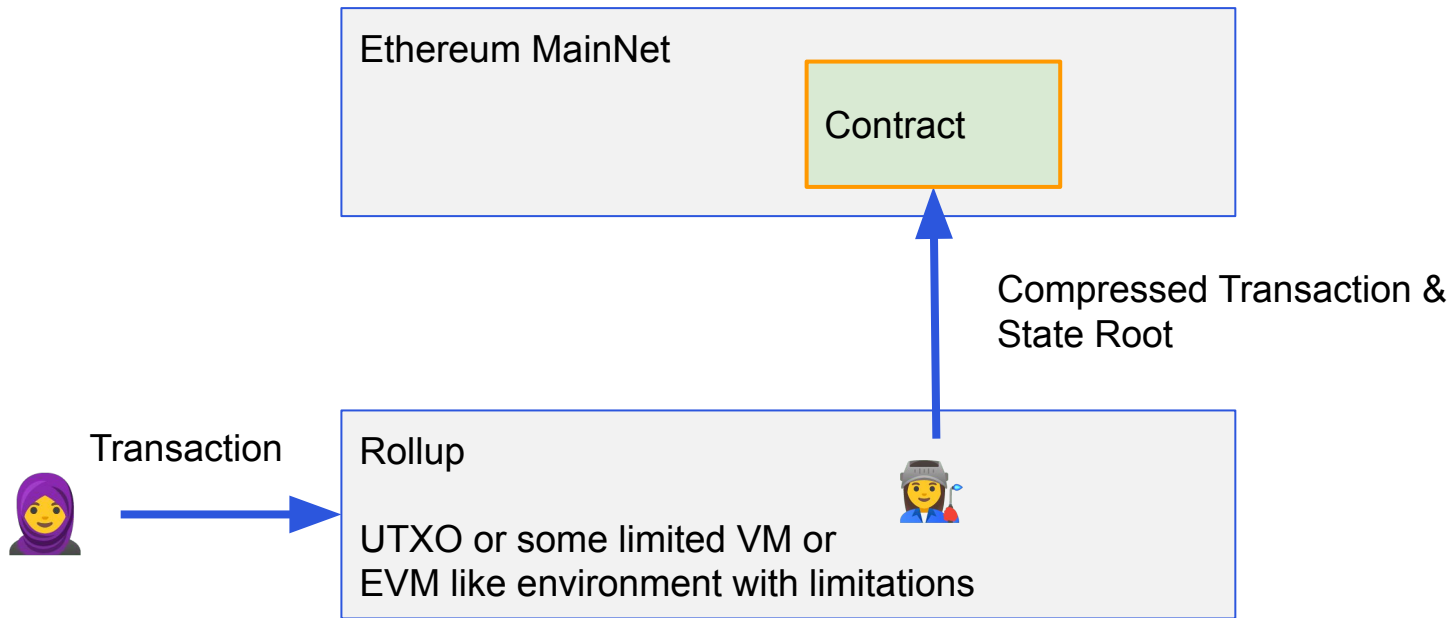 Ethereum MainNet
Contract
Compressed Transaction &
State Root
Transaction
Rollup
UTXO or some limited VM or
EVM like environment with limitations